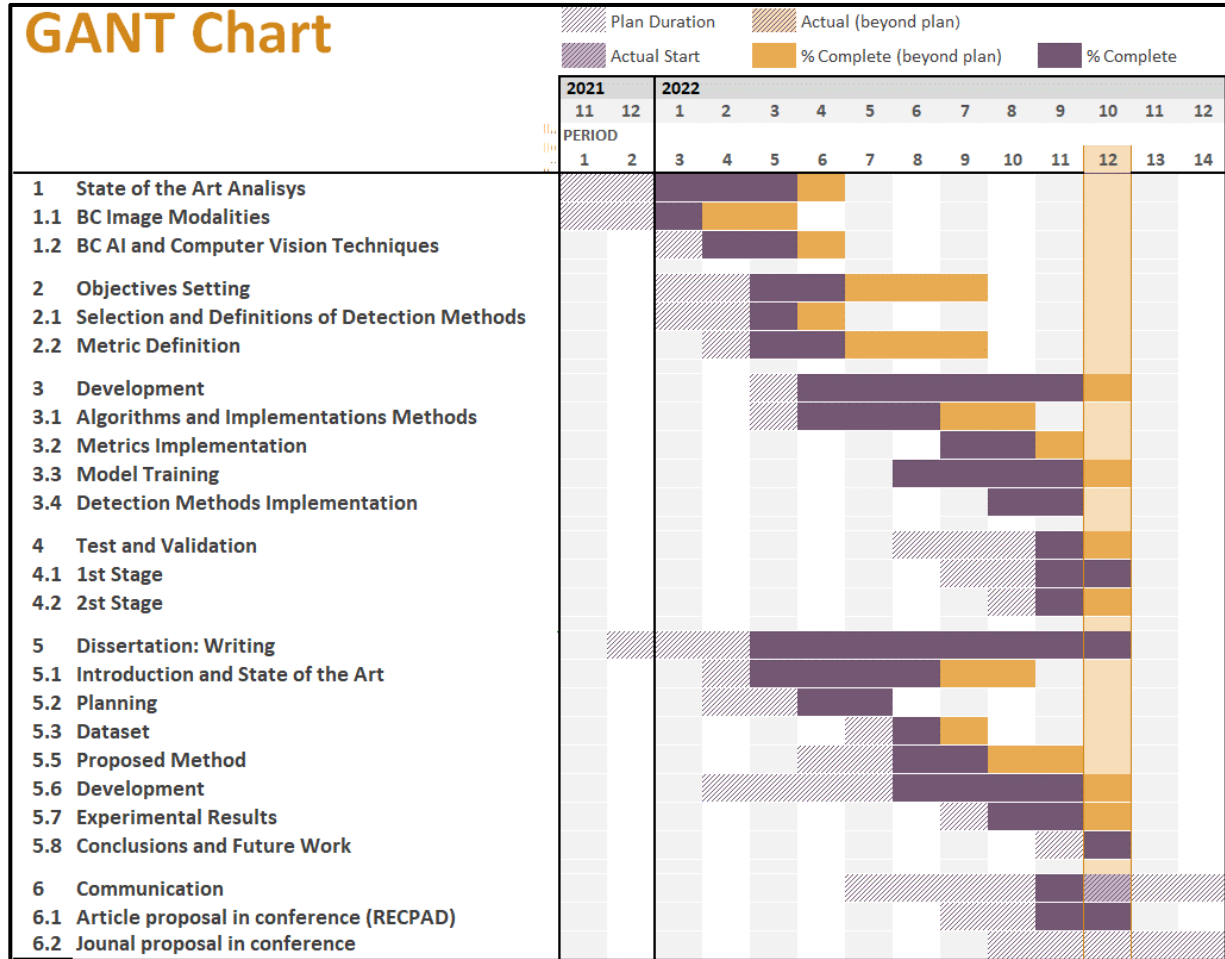 GANT Chart
Plan Duration Actual (beyond plan)
Actual Start % Complete (beyond plan) % Complete
2021 2022
11 12 1 2 3 4 5 6 7 8 9 10 11 12
PERIOD
1 2 3 4 5 6 7 8 9 10 11 12 13 14
1 State of the Art Analisys
1.1 BC Image Modalities
1.2 BC AI and Computer Vision Techniques
2 Objectives Setting
2.1 Selection and Definitions of Detection Methods
2.2 Metric Definition
3 Development
3.1 Algorithms and Implementations Methods
3.2 Metrics Implementation
3.3 Model Training
3.4 Detection Methods Implementation
4 Test and Validation
4.1 1st Stage
4.2 2st Stage
5 Dissertation: Writing
5.1 Introduction and State of the Art
5.2 Planning
5.3 Dataset
5.5 Proposed Method
5.6 Development
5.7 Experimental Results
5.8 Conclusions and Future Work
6 Communication
6.1 Article proposal in conference (RECPAD)
6.2 Jounal proposal in conference